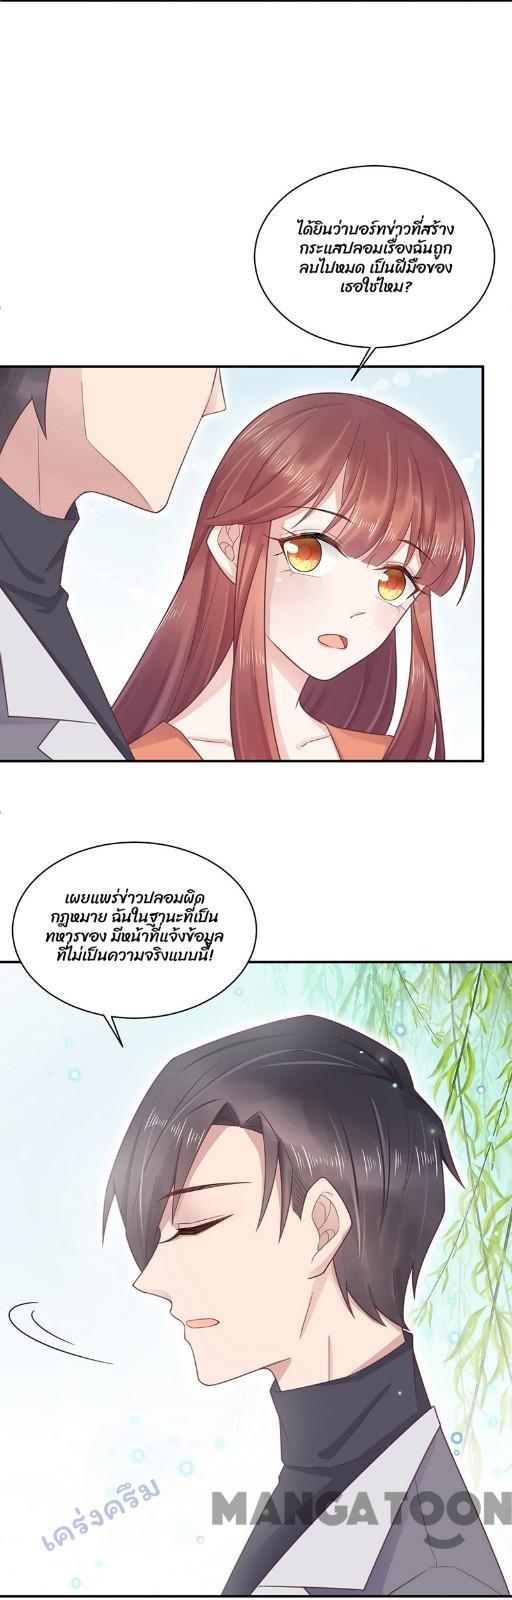 ได้ยินว่าบอร์ทข่าวที่สร้าง
กระแสปลอมเรื่องฉันถูก
ลบไปหมด เป็นฝีมือของ
เธอใช่ไหม?
เผยแพร่ข่าวปลอมผิด
กฎหมาย ฉันในฐานะที่เป็น
ทหารของ มีหน้าที่แจ้งข้อมูล
ที่ไม่เป็นความจริงแบบนี้!
เคร่งครึม
MANGATOON